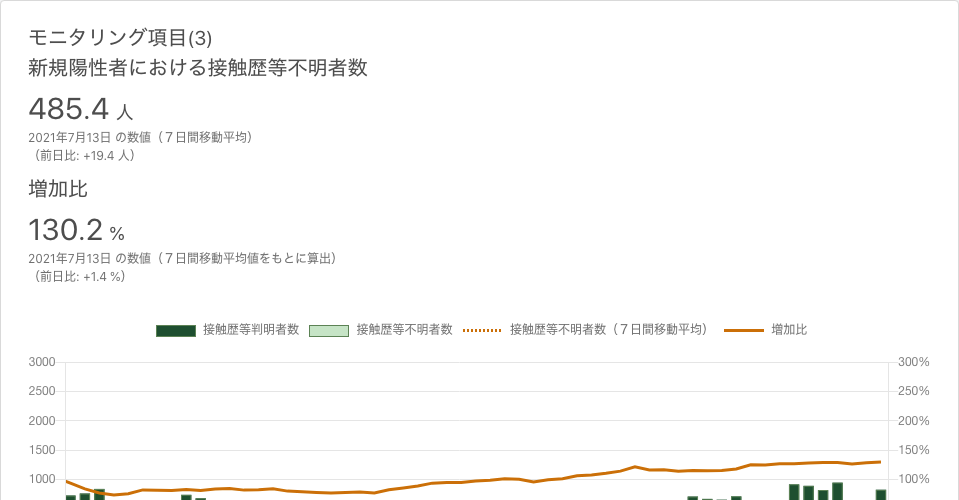 モニタリング項目(3)
新規陽性者における接触歴等不明者数
485.4 人
2021年7月13日 の数値（７日間移動平均）
（前日比: +19.4 人）
増加比
130.2 %
2021年7月13日 の数値（７日間移動平均値をもとに算出）
（前日比: +1.4 %）
接触歴等判明者数 接触歴等不明者数 接触歴等不明者数（７日間移動平均） 増加比
3000 300%
2500 250%
2000 200%
1500 150%
1000 100%